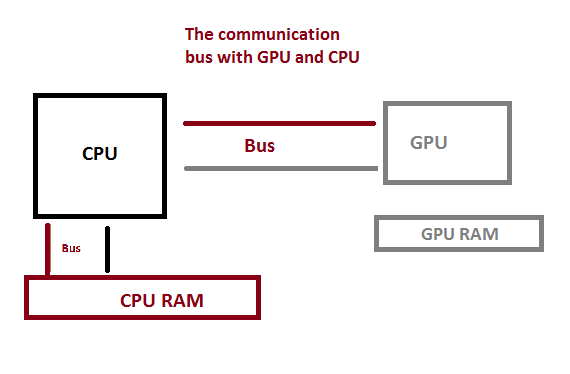 The communication
bus with GPU and CPU
CPU
Bus
GPU
Bus
GPU RAM
CPU RAM